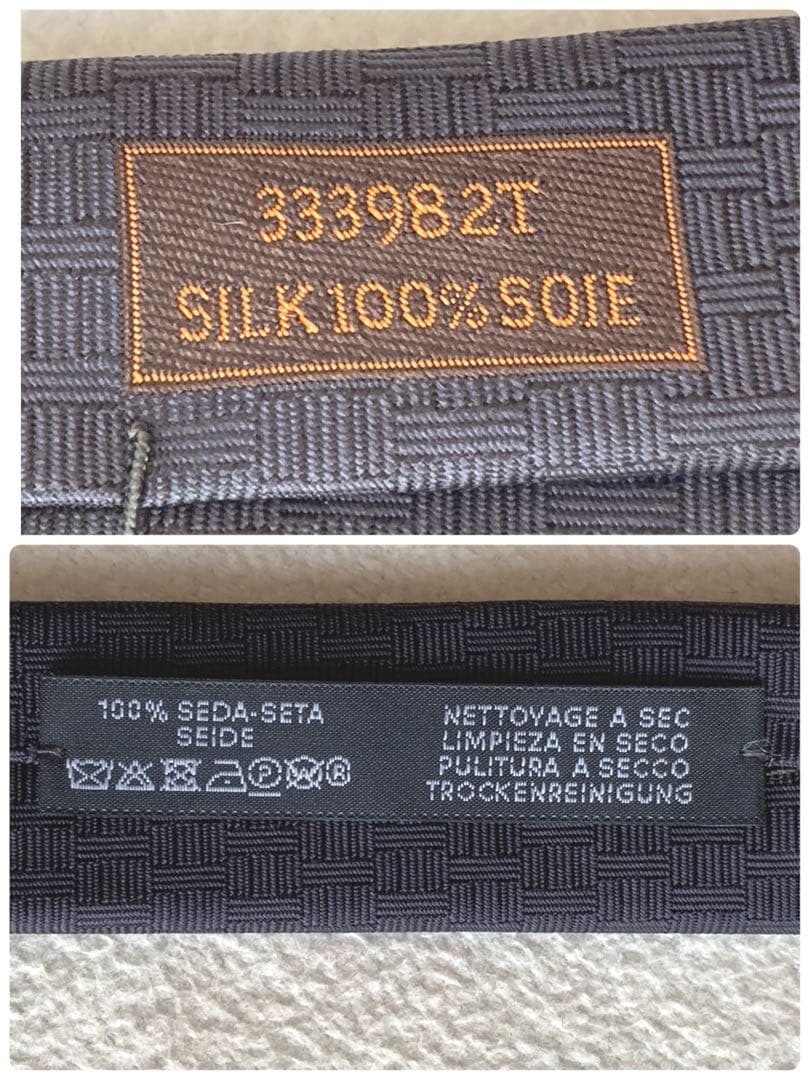 333982T
SILK100%SOIE
100% SEDA-SETA
SEIDE
P W R
NETTOYAGE A SEC
LIMPIEZA EN SECO
PULITURA A SECCO
TROCKENREINIGUNG